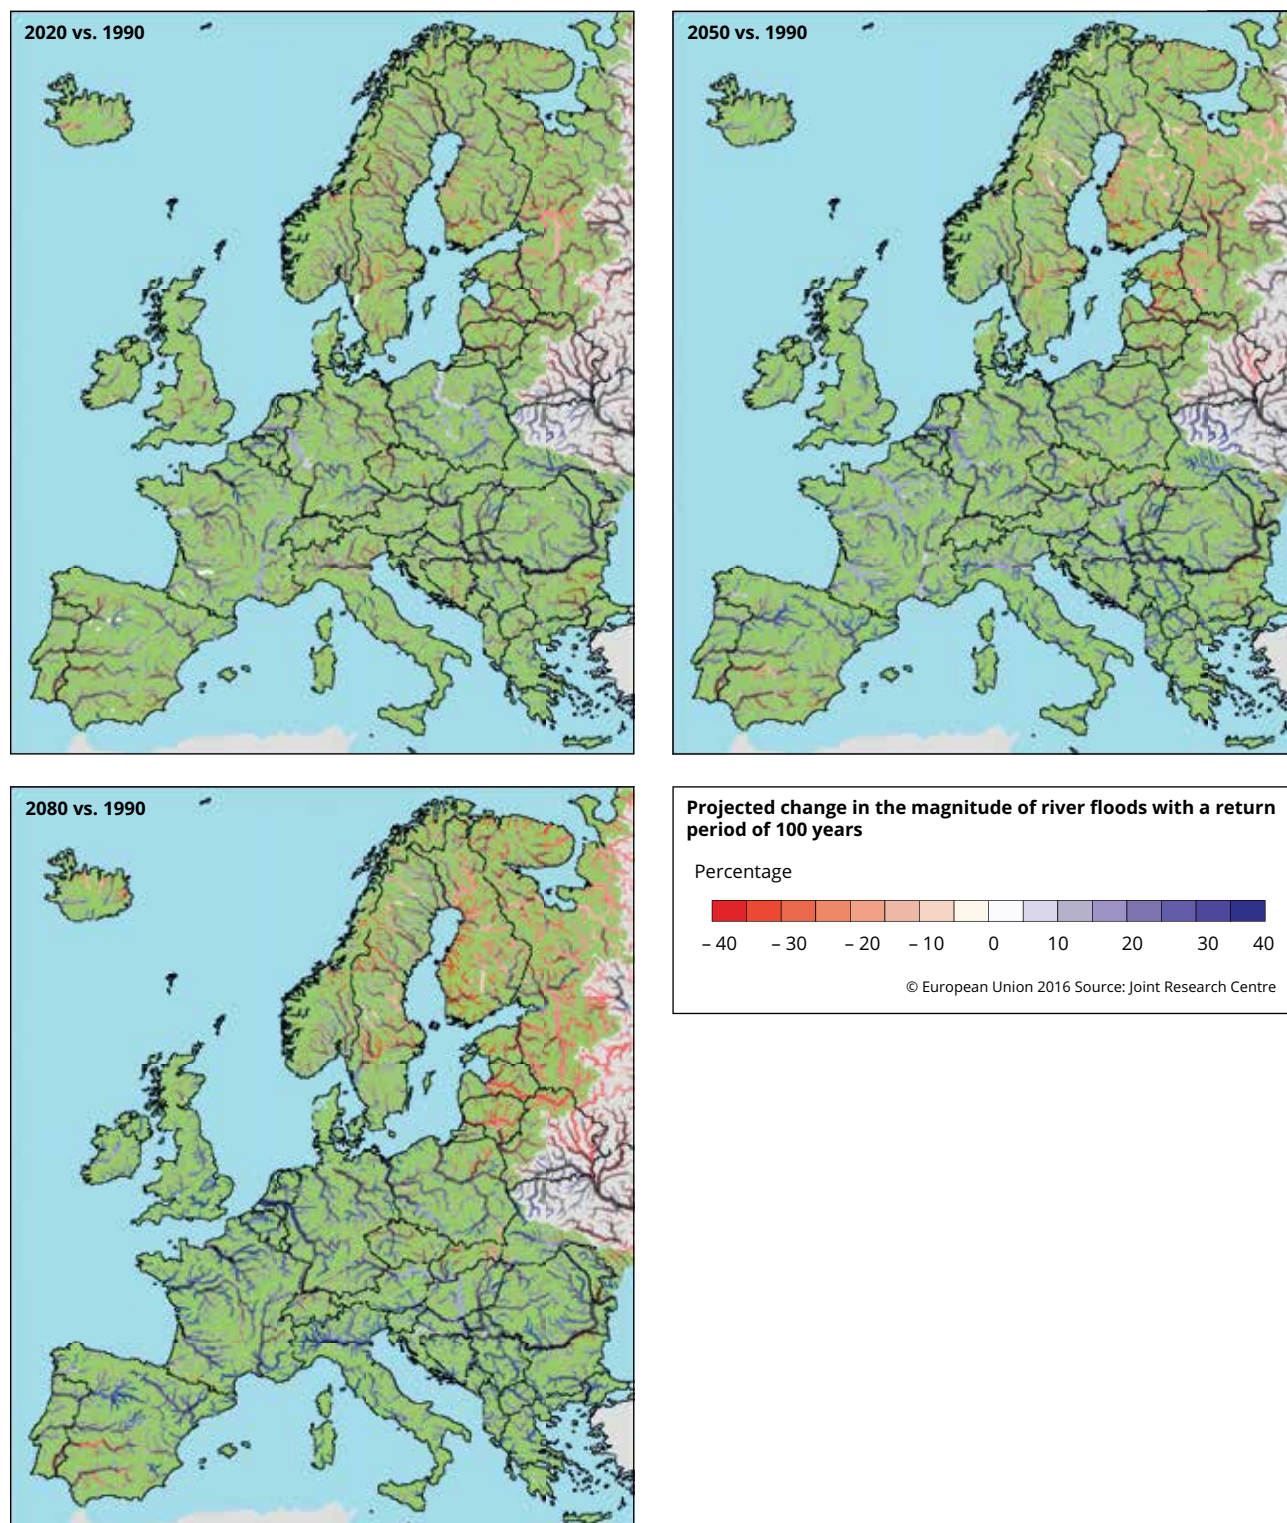 2020 vs. 1990
2050 vs. 1990
2080 vs. 1990
Projected change in the magnitude of river floods with a return
period of 100 years
Percentage
– 40 – 30 – 20 – 10 0 10 20 30 40
© European Union 2016 Source: Joint Research Centre